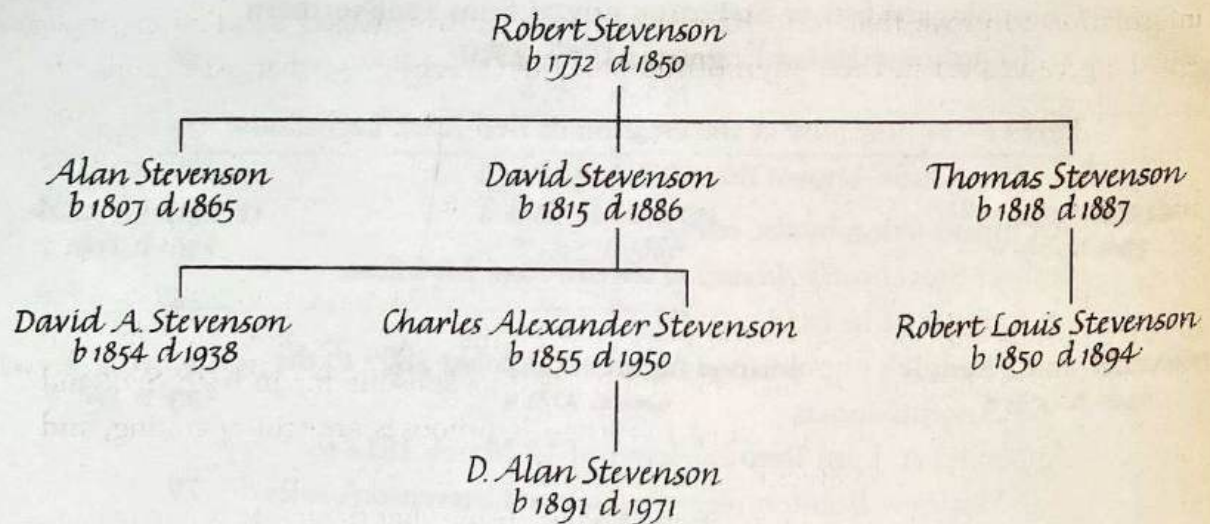 Robert Stevenson
b 1772 d 1850
Alan Stevenson
b 1807 d 1865
David Stevenson
b 1815 d 1886
Thomas Stevenson
b 1818 d 1887
David A. Stevenson
b 1854 d 1938
Charles Alexander Stevenson
b 1855 d 1950
Robert Louis Stevenson
b 1850 d 1894
D. Alan Stevenson
b 1891 d 1971